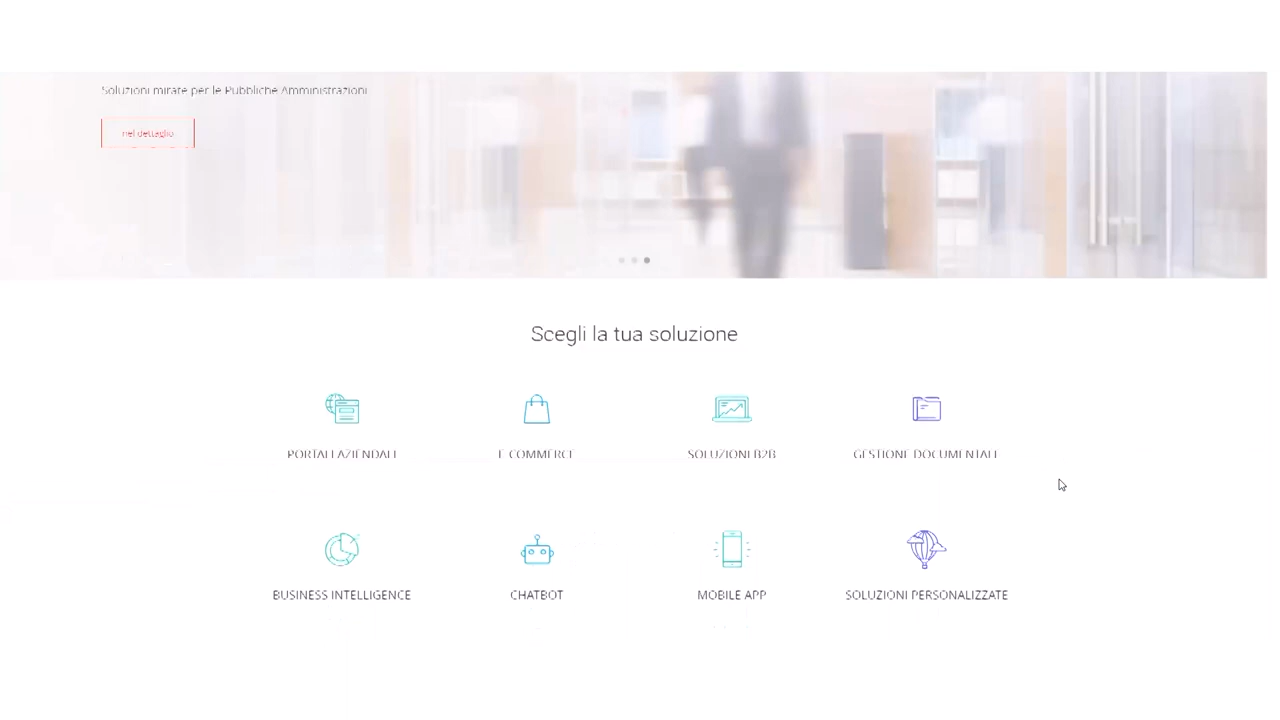 Soluzioni mirate per le Pubbliche Amministrazioni
nel dettaglio
Scegli la tua soluzione
PORTALI AZIENDALI
E-COMMERCE
SOLUZIONI B2B
GESTIONE DOCUMENTALE
BUSINESS INTELLIGENCE
CHATBOT
MOBILE APP
SOLUZIONI PERSONALIZZATE